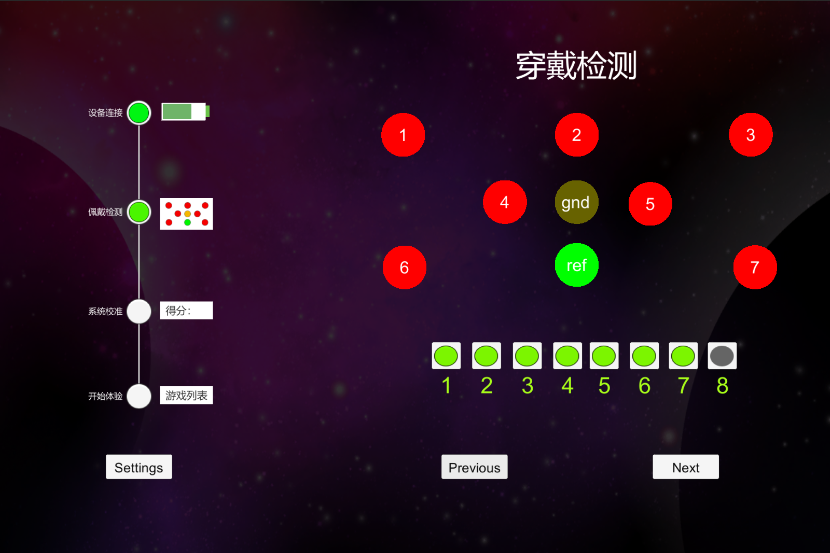 穿戴检测
设备连接
佩戴检测
系统校准
得分：
开始体验
游戏列表
Settings
1 2 3
4 gnd 5
6 ref 7
1 2 3 4 5 6 7 8
Previous Next